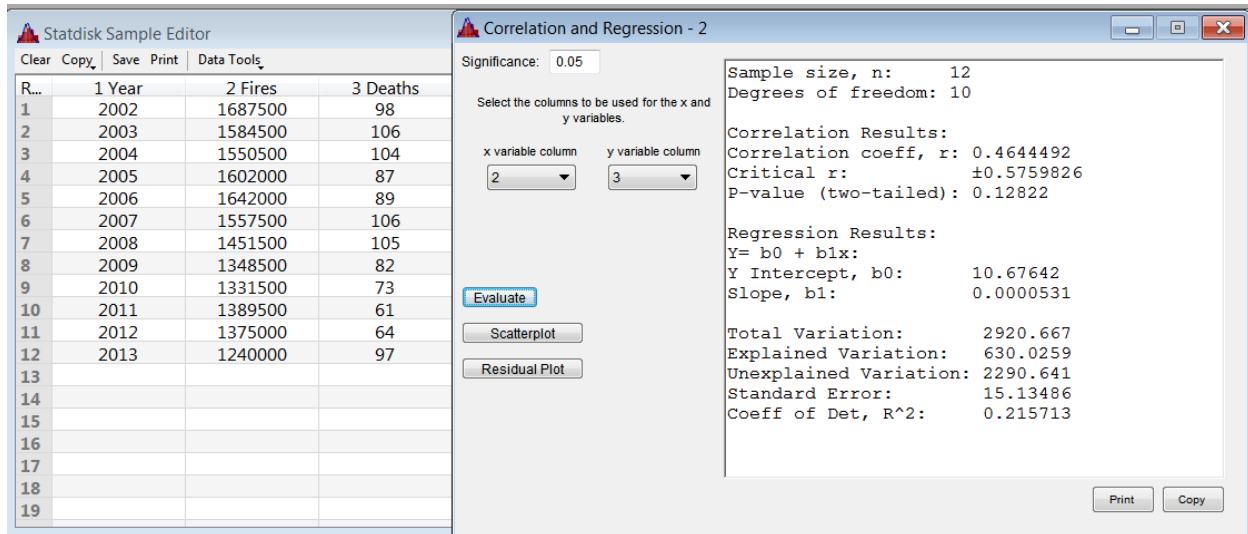 Statdisk Sample Editor
Clear Copy Save Print Data Tools
R... 1 Year 2 Fires 3 Deaths
1 2002 1687500 98
2 2003 1584500 106
3 2004 1550500 104
4 2005 1602000 87
5 2006 1642000 89
6 2007 1557500 106
7 2008 1451500 105
8 2009 1348500 82
9 2010 1331500 73
10 2011 1389500 61
11 2012 1375000 64
12 2013 1240000 97
13
14
15
16
17
18
19
Correlation and Regression - 2
Significance: 0.05
Select the columns to be used for the x and
y variables.
x variable column y variable column
2 3
Evaluate
Scatterplot
Residual Plot
Sample size, n: 12
Degrees of freedom: 10
Correlation Results:
Correlation coeff, r: 0.4644492
Critical r: ±0.5759826
P-value (two-tailed): 0.12822
Regression Results:
Y= b0 + b1x:
Y Intercept, b0: 10.67642
Slope, b1: 0.0000531
Total Variation: 2920.667
Explained Variation: 630.0259
Unexplained Variation: 2290.641
Standard Error: 15.13486
Coeff of Det, R^2: 0.215713
Print Copy